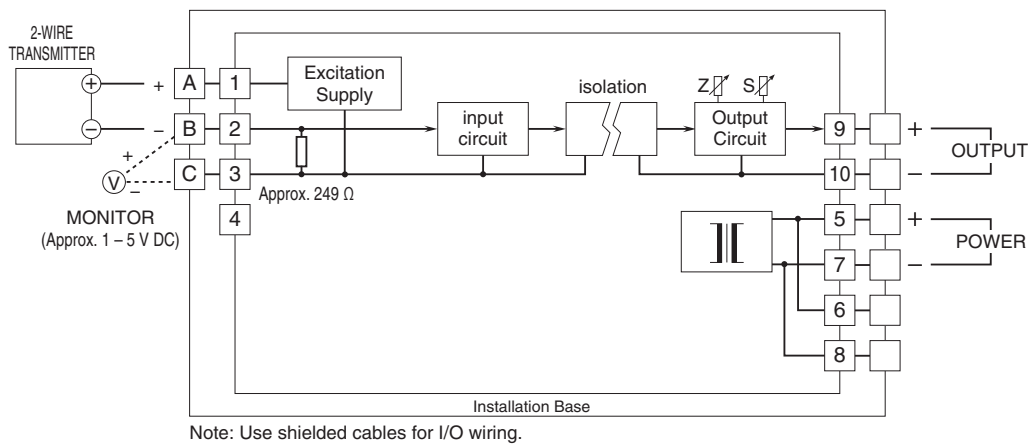 2-WIRE
TRANSMITTER
+
−
+
−
A
B
C
1
2
3
4
Excitation
Supply
input
circuit
isolation
Z
S
Output
Circuit
Approx. 249 Ω
+
V
−
MONITOR
(Approx. 1 – 5 V DC)
9
10
5
7
6
8
+
OUTPUT
−
+
POWER
−
Installation Base
Note: Use shielded cables for I/O wiring.